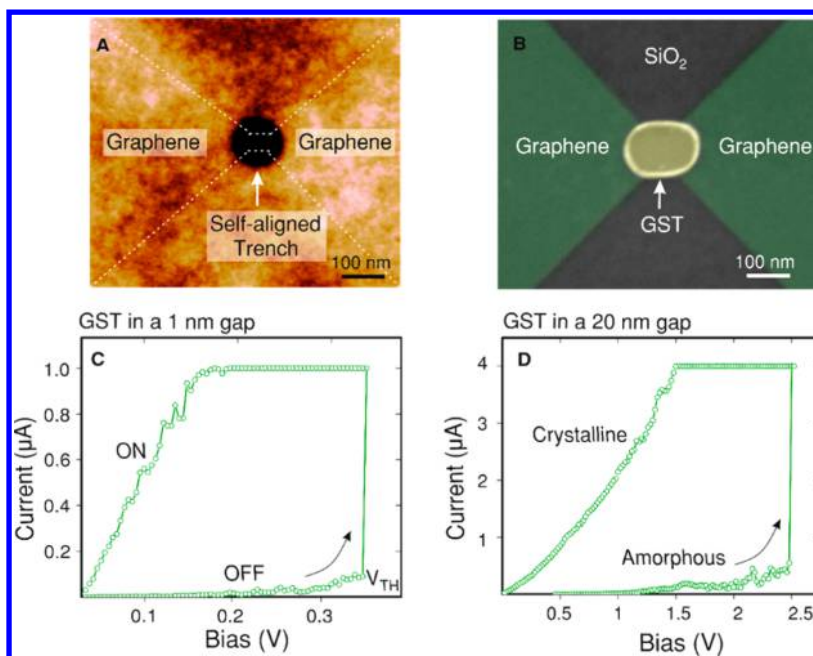 A
Graphene
Graphene
Self-aligned
Trench
100 nm
B
SiO₂
Graphene
Graphene
GST
100 nm
GST in a 1 nm gap
C
1.0
0.8
0.6
0.4
0.2
Current (μA)
ON
OFF
V_TH
0.1
0.2
0.3
Bias (V)
GST in a 20 nm gap
D
4
3
2
1
Current (μA)
Crystalline
Amorphous
0.5
1
1.5
2
2.5
Bias (V)